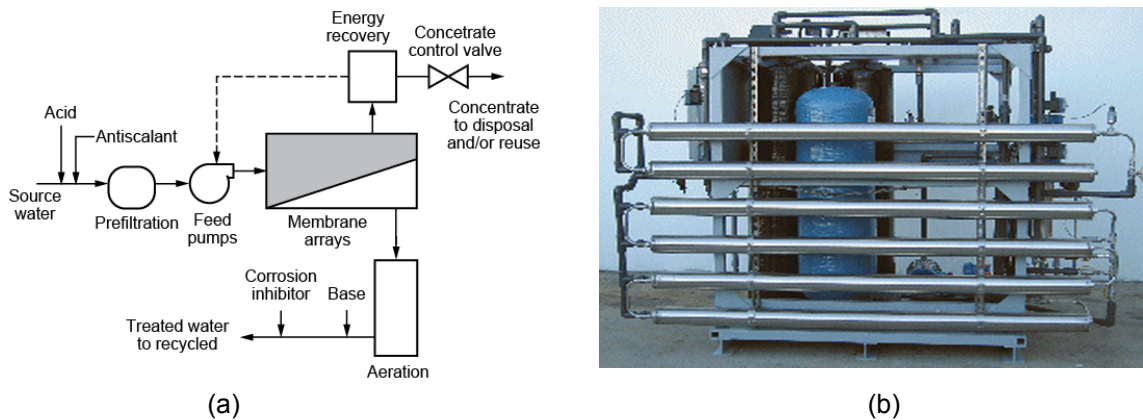 Energy
recovery
Concetrate
control valve
Acid
Antiscalant
Concentrate
to disposal
and/or reuse
Source
water
Prefiltration
Feed
pumps
Membrane
arrays
Corrosion
inhibitor
Base
Treated water
to recycled
Aeration
(a)
(b)